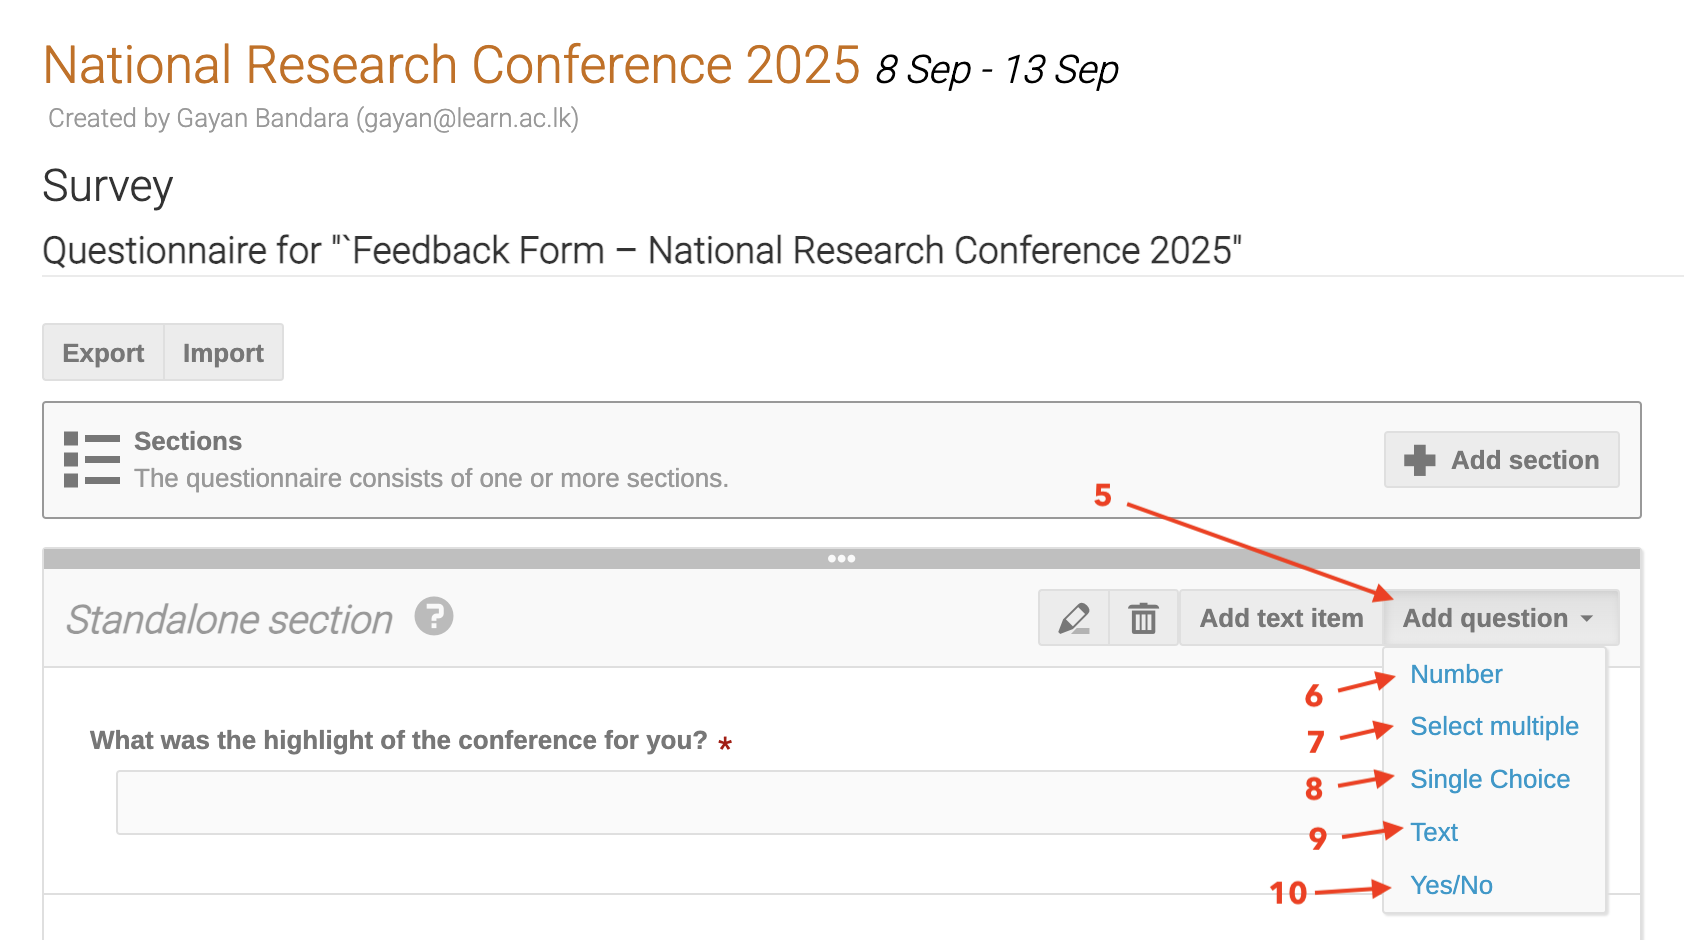 National Research Conference 2025 8 Sep - 13 Sep
Created by Gayan Bandara (gayan@learn.ac.lk)
Survey
Questionnaire for "`Feedback Form – National Research Conference 2025"
Export Import
Sections
The questionnaire consists of one or more sections.
Add section
5
Standalone section ?
Add text item Add question
6 Number
7 Select multiple
What was the highlight of the conference for you? *
8 Single Choice
9 Text
10 Yes/No